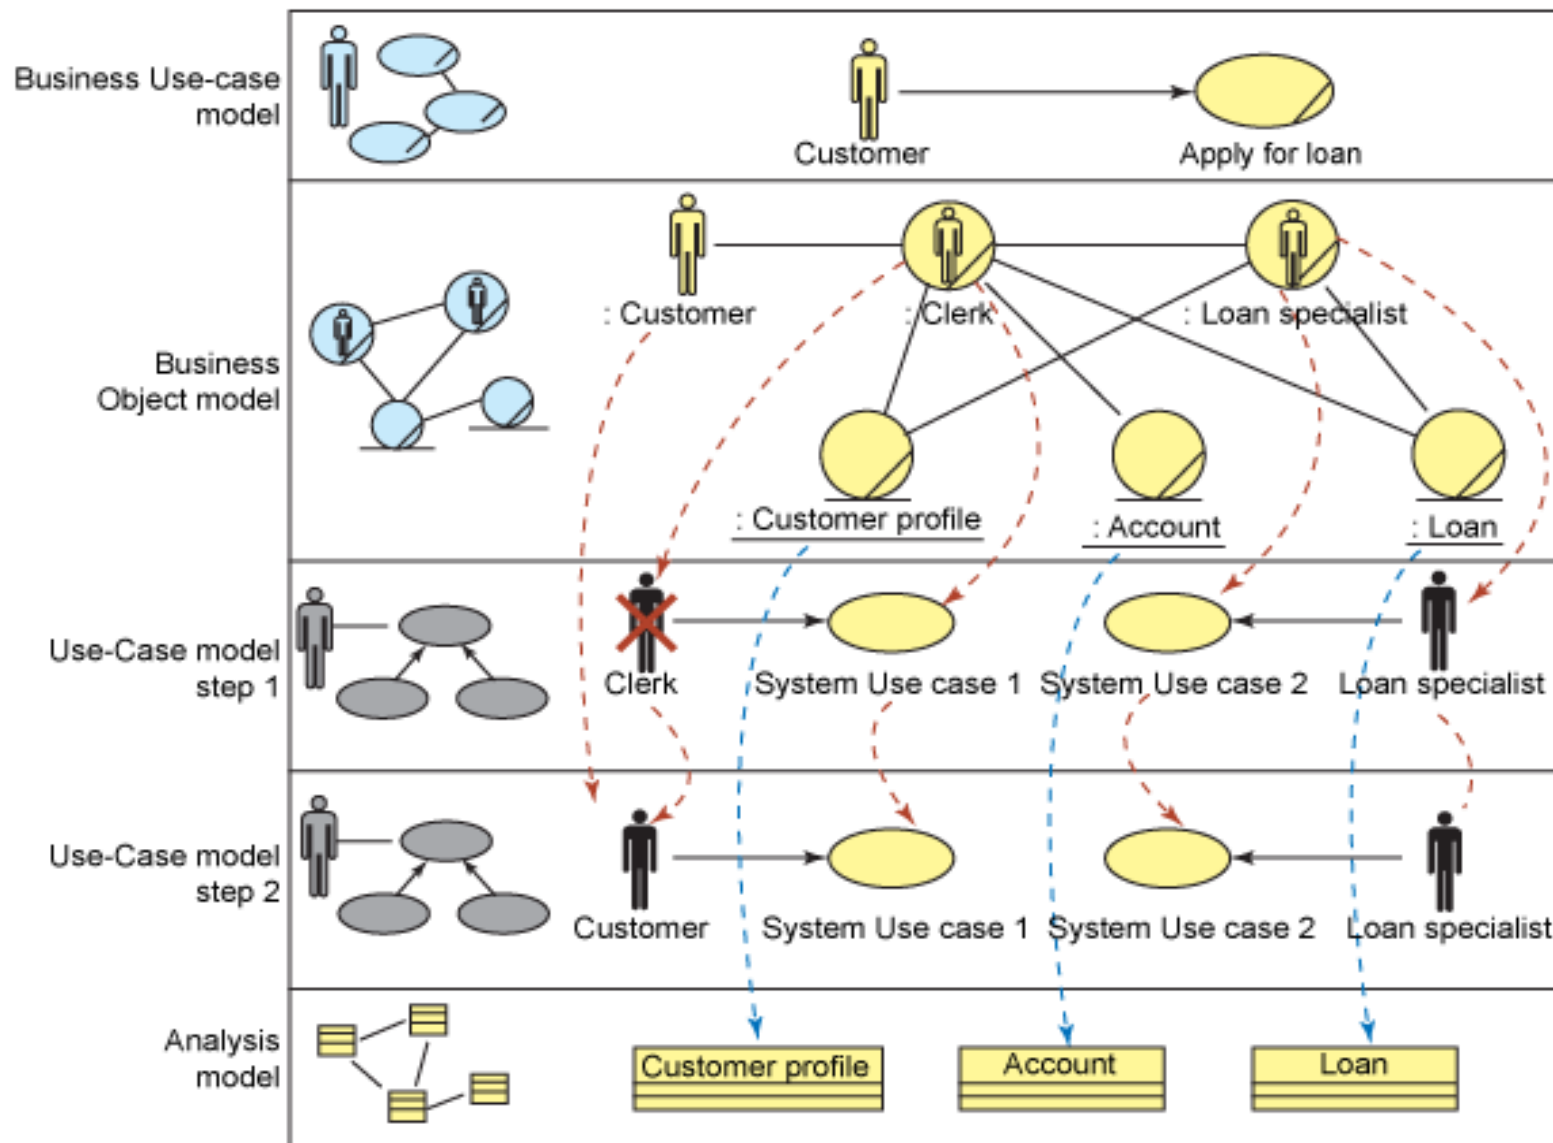 Business Use-case
model
Customer
Apply for loan
Business
Object model
: Customer
: Clerk
: Loan specialist
: Customer profile
: Account
: Loan
Use-Case model
step 1
Clerk
System Use case 1
System Use case 2
Loan specialist
Use-Case model
step 2
Customer
System Use case 1
System Use case 2
Loan specialist
Analysis
model
Customer profile
Account
Loan